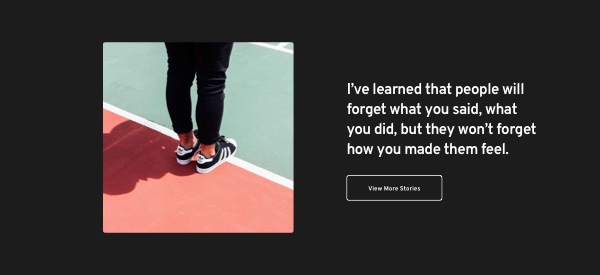 I've learned that people will
forget what you said, what
you did, but they won't forget
how you made them feel.
View More Stories